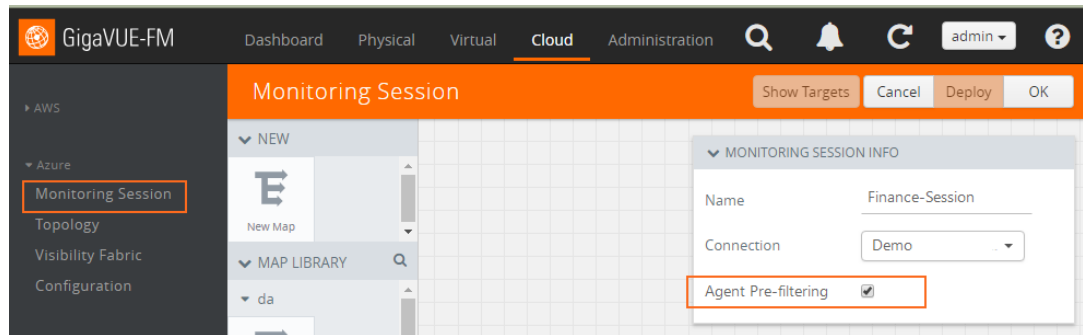 GigaVUE-FM
Dashboard Physical Virtual Cloud Administration admin
AWS
Azure
Monitoring Session
Topology
Visibility Fabric
Configuration
Monitoring Session
Show Targets Cancel Deploy OK
NEW
New Map
MAP LIBRARY
da
MONITORING SESSION INFO
Name Finance-Session
Connection Demo
Agent Pre-filtering